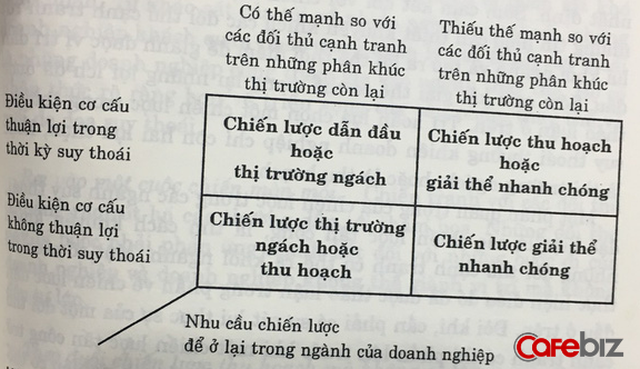 Có thế mạnh so với
các đối thủ cạnh tranh
trên những phân khúc
thị trường còn lại
Thiếu thế mạnh so với
các đối thủ cạnh tranh
trên những phân khúc
thị trường còn lại
Điều kiện cơ cấu
thuận lợi trong
thời kỳ suy thoái
Chiến lược dẫn đầu
hoặc
thị trường ngách
Chiến lược thu hoạch
hoặc
giải thể nhanh chóng
Điều kiện cơ cấu
không thuận lợi
trong thời suy thoái
Chiến lược thị trường
ngách hoặc
thu hoạch
Chiến lược giải thể
nhanh chóng
Nhu cầu chiến lược
để ở lại trong ngành của doanh nghiệp
Cafebiz